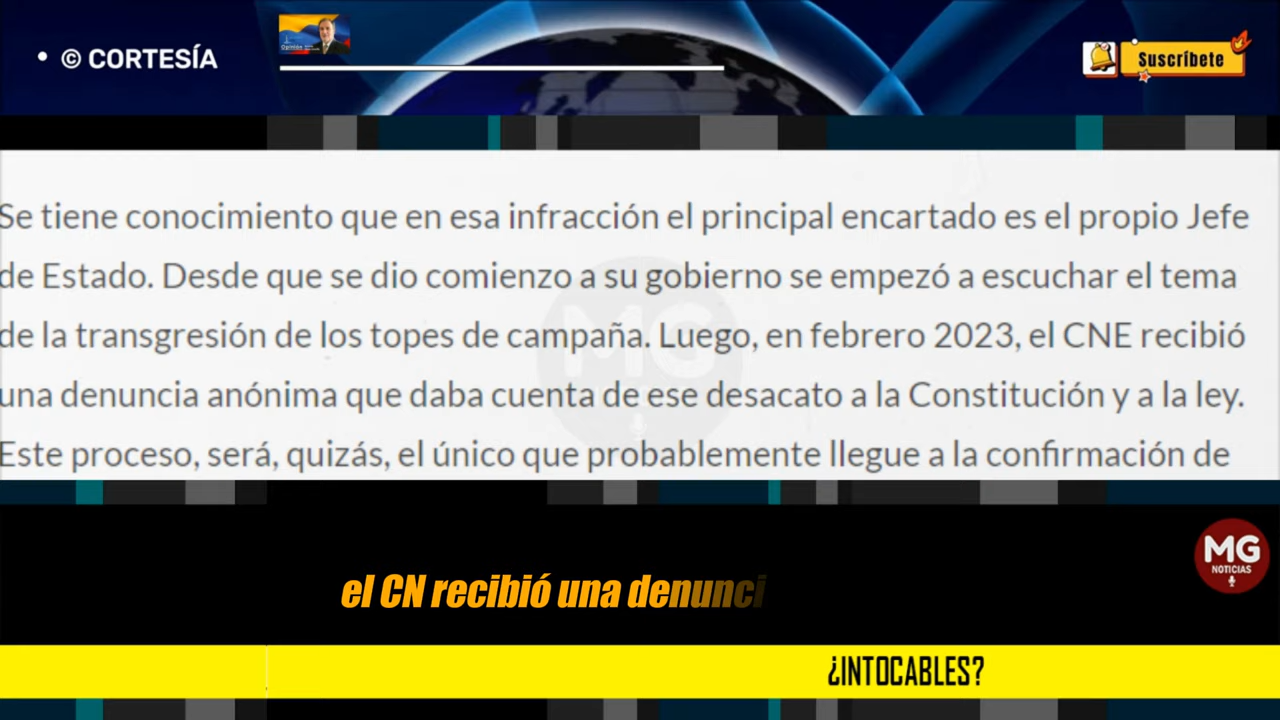 • © CORTESÍA
Opinión
Suscríbete
Se tiene conocimiento que en esa infracción el principal encartado es el propio Jefe
de Estado. Desde que se dio comienzo a su gobierno se empezó a escuchar el tema
de la transgresión de los topes de campaña. Luego, en febrero 2023, el CNE recibió
una denuncia anónima que daba cuenta de ese desacato a la Constitución y a la ley.
Este proceso, será, quizás, el único que probablemente llegue a la confirmación de
MG
NOTICIAS
el CN recibió una denunci
MG
NOTICIAS
¿INTOCABLES?